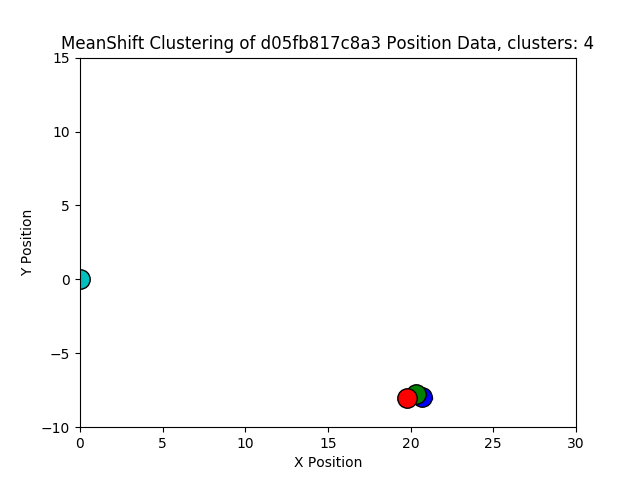 MeanShift Clustering of d05fb817c8a3 Position Data, clusters: 4
15
10
5
0
−5
−10
Y Position
0 5 10 15 20 25 30
X Position